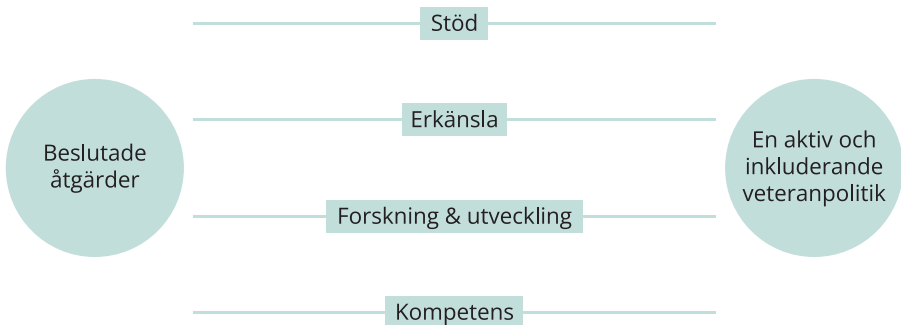 Beslutade
åtgärder
Stöd
Erkänsla
Forskning & utveckling
Kompetens
En aktiv och
inkluderande
veteranpolitik